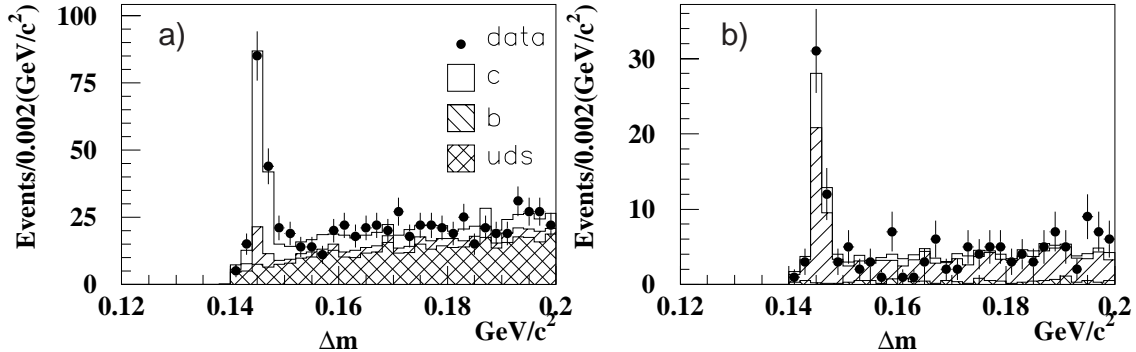 Events/0.002(GeV/c²)
100
75
50
25
0
a)
data
c
b
uds
0.12 0.14 0.16 0.18 0.2
Δm GeV/c²
Events/0.002(GeV/c²)
30
20
10
0
b)
0.12 0.14 0.16 0.18 0.2
Δm GeV/c²